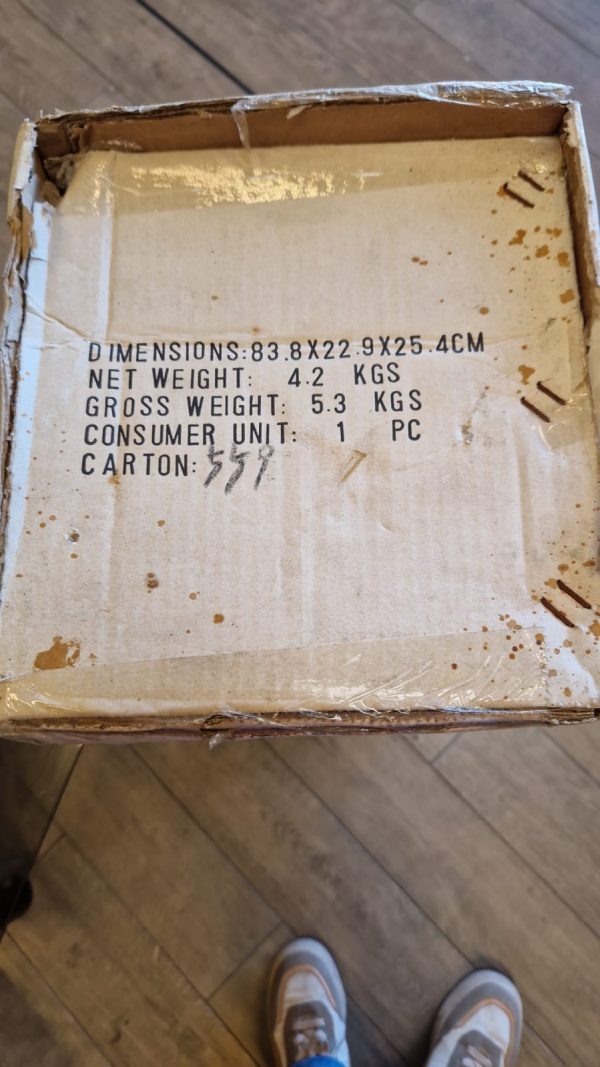 DIMENSIONS:83.8X22.9X25.4CM
NET WEIGHT: 4.2 KGS
GROSS WEIGHT: 5.3 KGS
CONSUMER UNIT: 1 PC
CARTON: 559